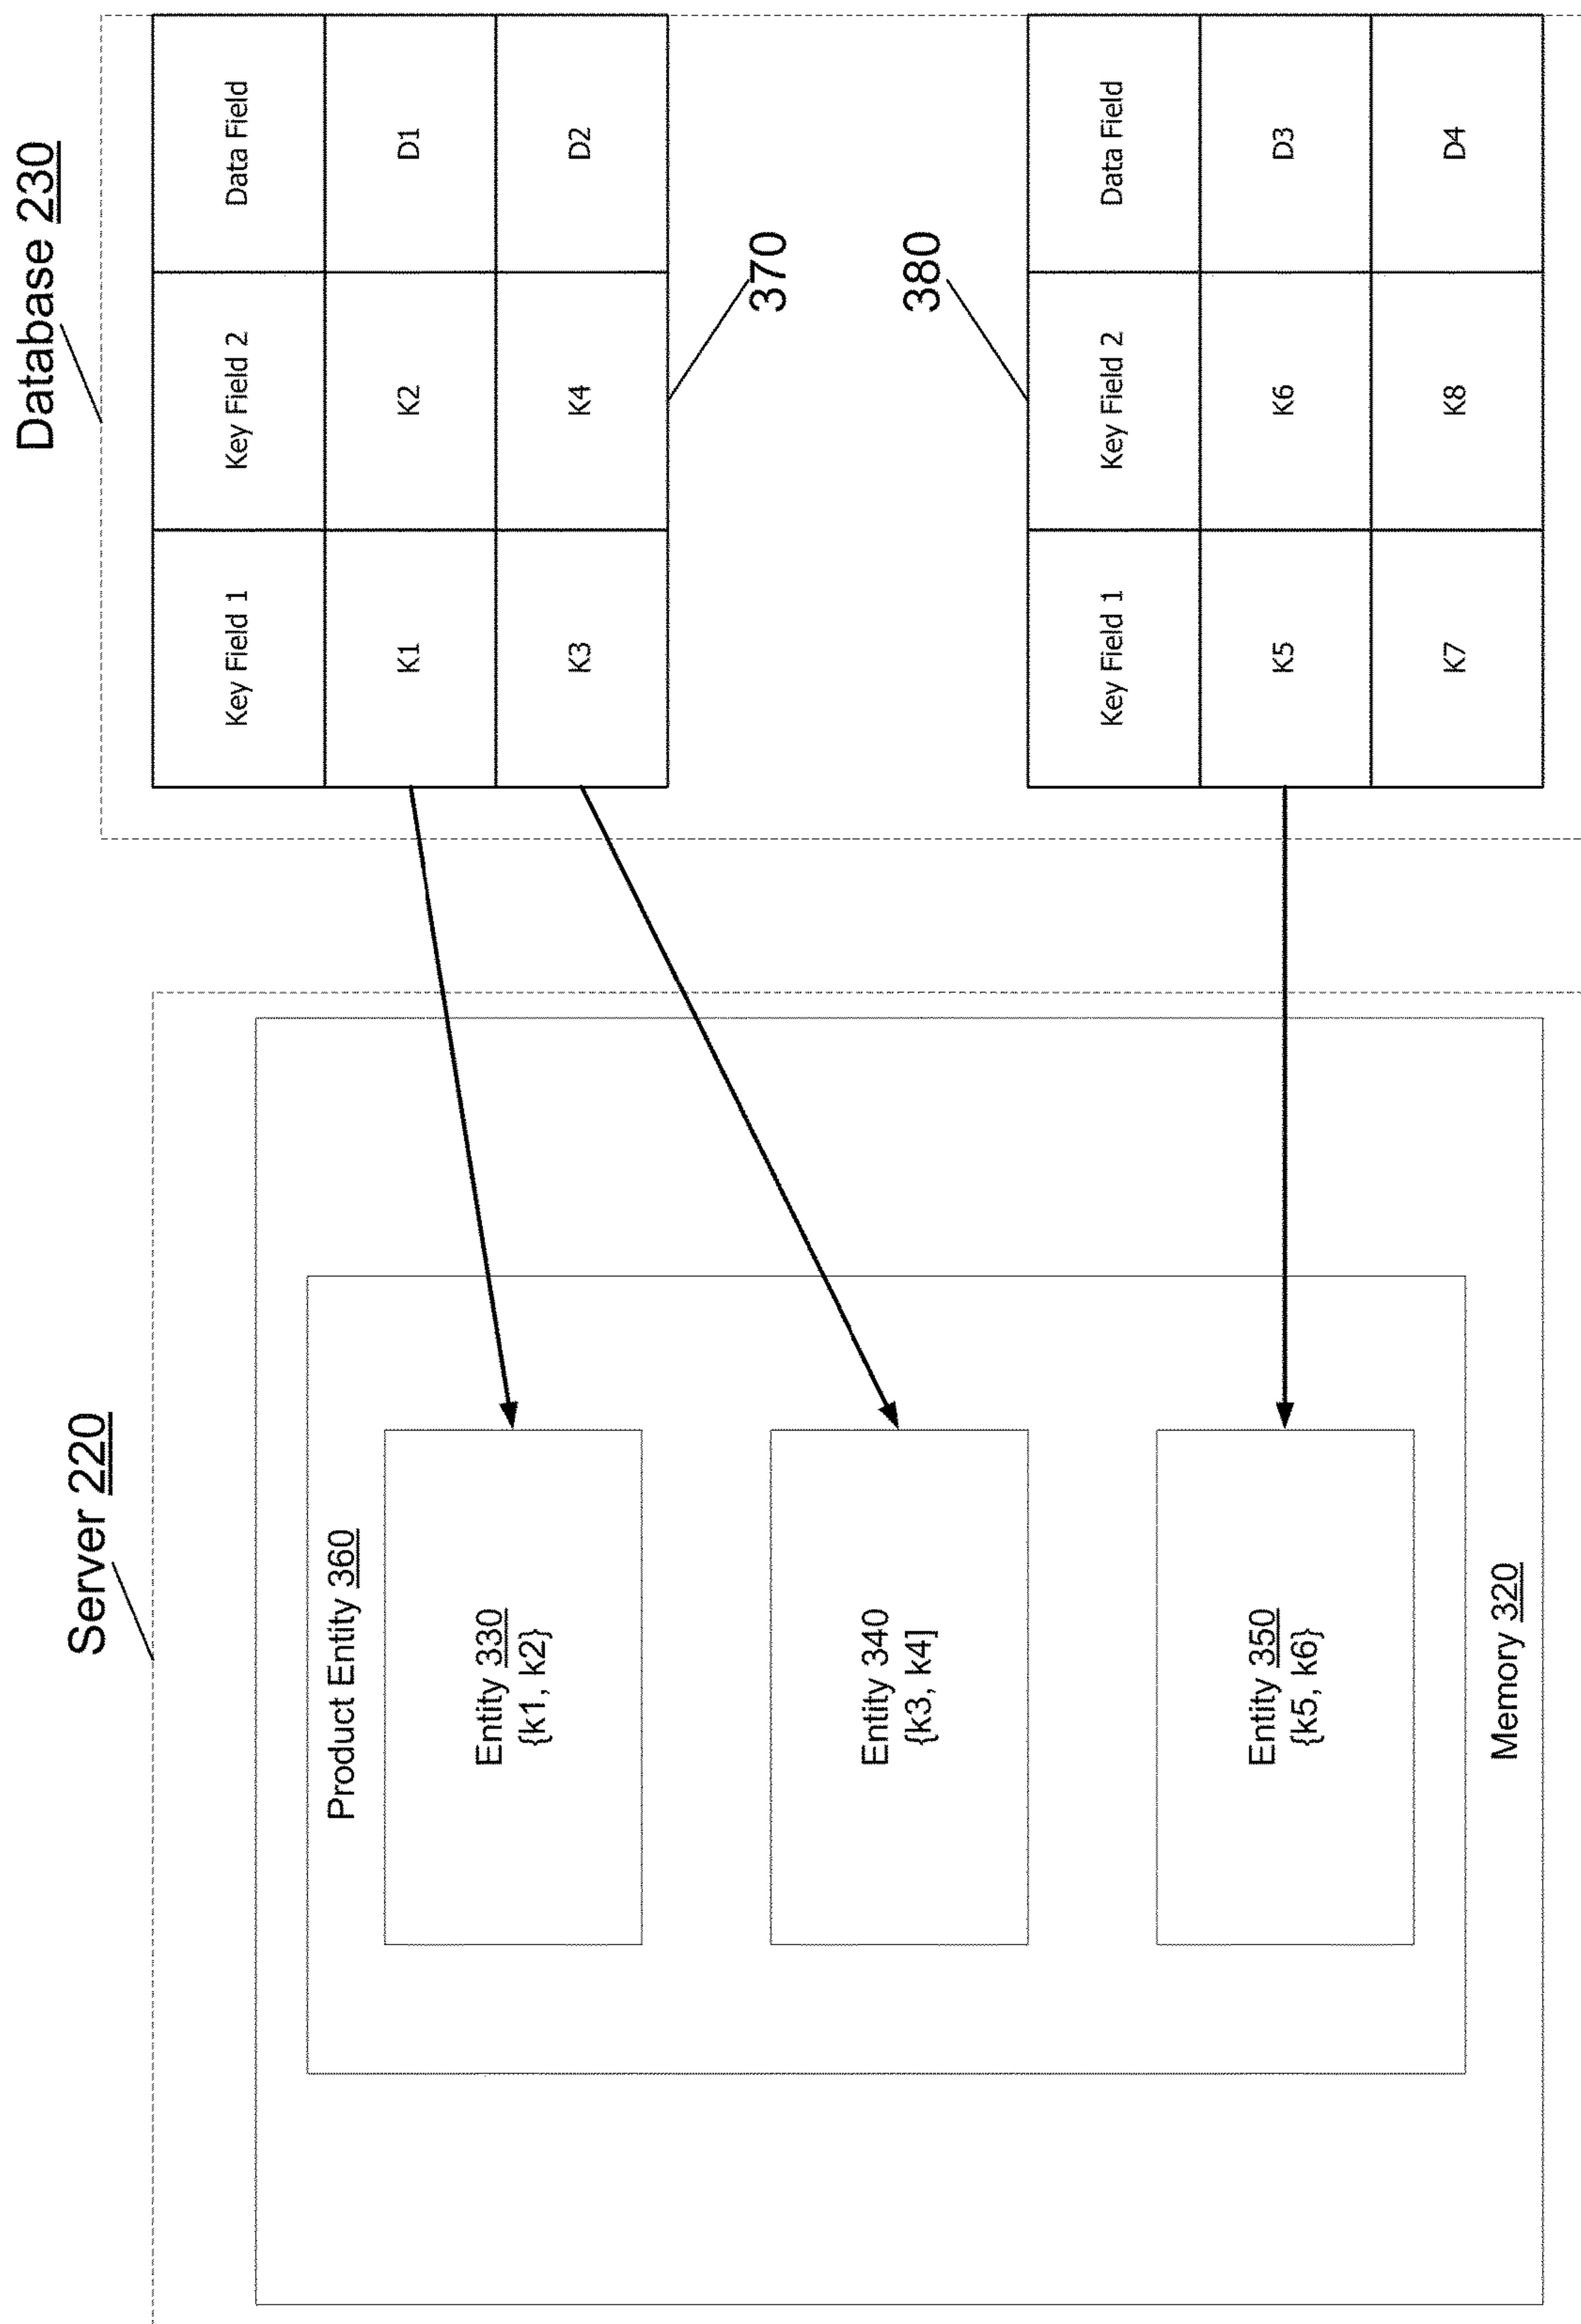 Server 220
Product Entity 360
Entity 330
{k1, k2}
Entity 340
{k3, k4]
Entity 350
{k5, k6}
Memory 320
Database 230
Key Field 1 Key Field 2 Data Field
K1 K2 D1
K3 K4 D2
370
380
Key Field 1 Key Field 2 Data Field
K5 K6 D3
K7 K8 D4